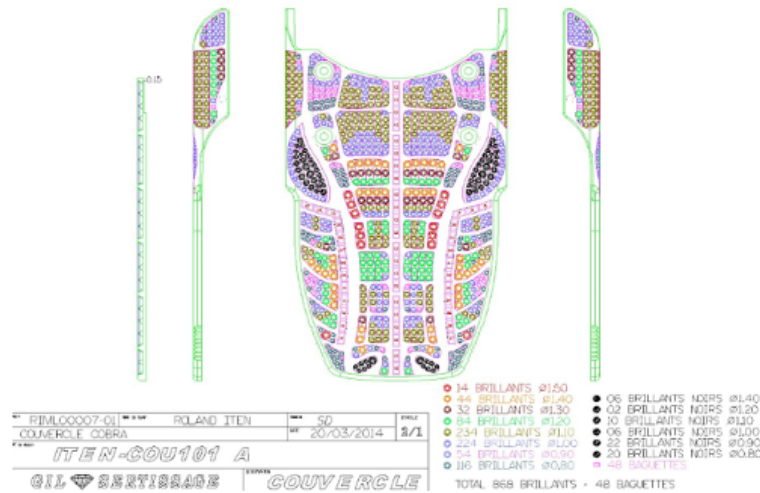 0.15
14 BRILLANTS Ø1.50
44 BRILLANTS Ø1.40
32 BRILLANTS Ø1.30
84 BRILLANTS Ø1.20
234 BRILLANTS Ø1.10
224 BRILLANTS Ø1.00
54 BRILLANTS Ø0.90
116 BRILLANTS Ø0.80
06 BRILLANTS NOIRS Ø1.40
02 BRILLANTS NOIRS Ø1.20
10 BRILLANTS NOIRS Ø1.10
06 BRILLANTS NOIRS Ø1.00
22 BRILLANTS NOIRS Ø0.90
20 BRILLANTS NOIRS Ø0.80
48 BAGUETTES
TOTAL 868 BRILLANTS - 48 BAGUETTES
RIML00007-01 ROLAND ITEN SD
COUVERCLE COBRA 20/03/2014 2/1
ITEN-COU101 A
GIL SERTISSAGE COUVERCLE